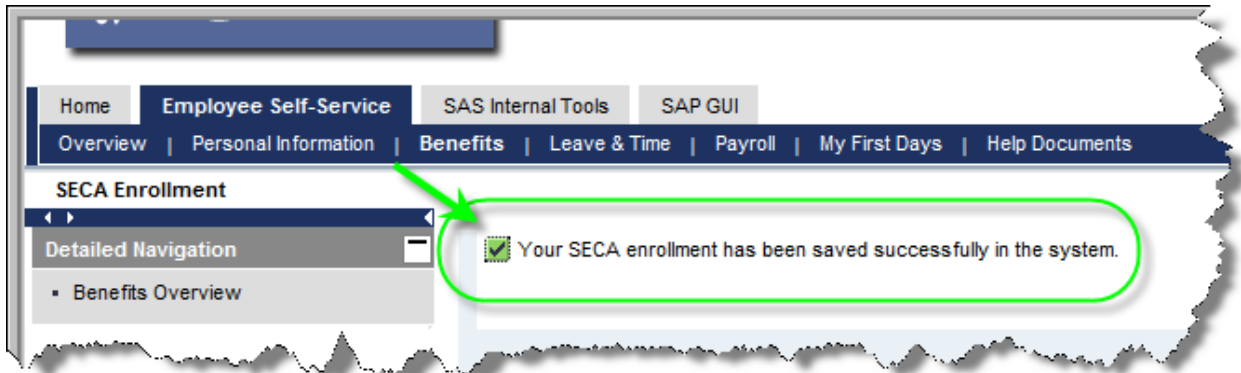 Home Employee Self-Service SAS Internal Tools SAP GUI
Overview | Personal Information | Benefits | Leave & Time | Payroll | My First Days | Help Documents
SECA Enrollment
Detailed Navigation
Your SECA enrollment has been saved successfully in the system.
▪ Benefits Overview